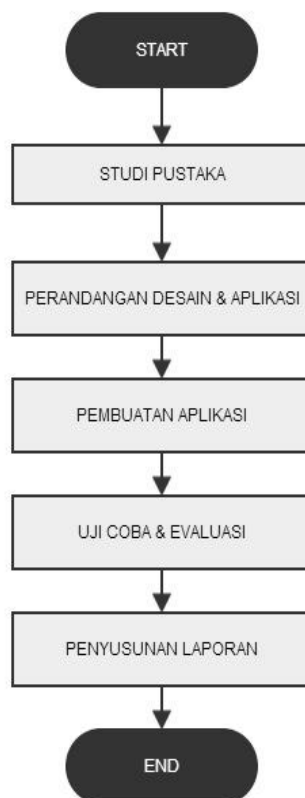 START
STUDI PUSTAKA
PERANDANGAN DESAIN & APLIKASI
PEMBUATAN APLIKASI
UJI COBA & EVALUASI
PENYUSUNAN LAPORAN
END